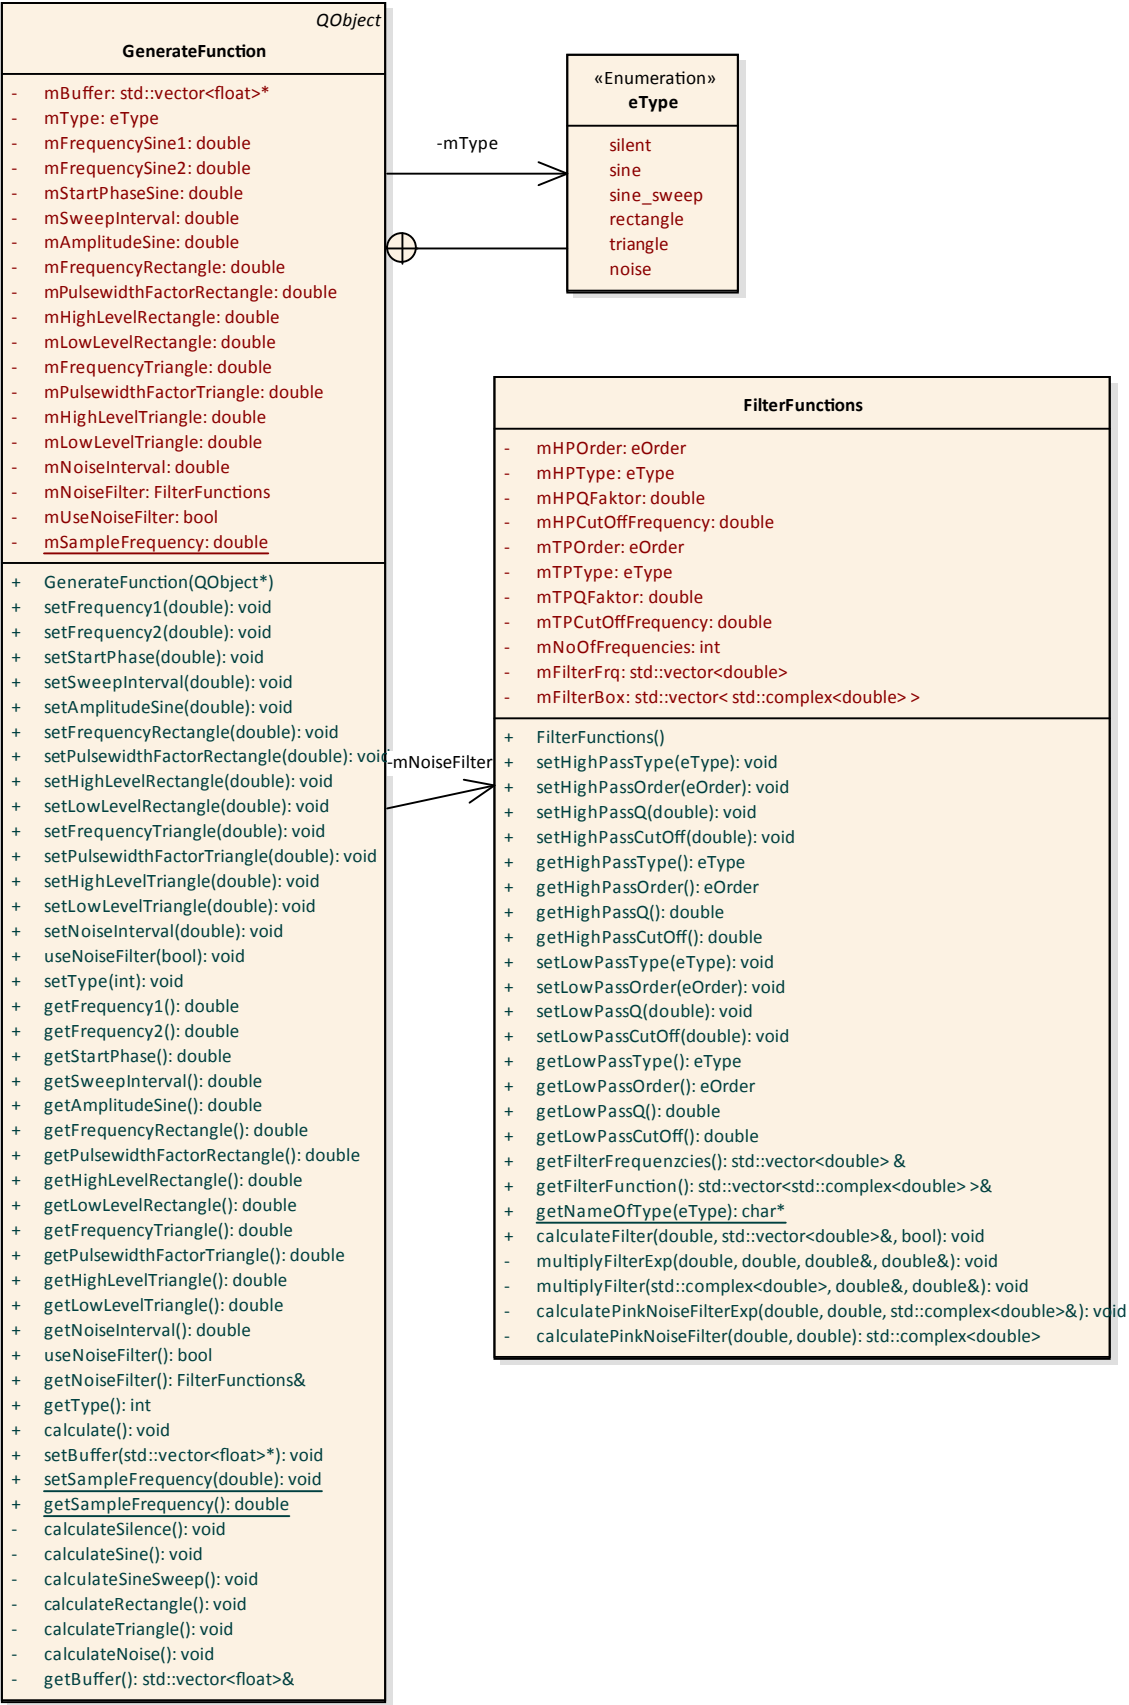 QObject
GenerateFunction
- mBuffer: std::vector<float>*
- mType: eType
- mFrequencySine1: double
- mFrequencySine2: double
- mStartPhaseSine: double
- mSweepInterval: double
- mAmplitudeSine: double
- mFrequencyRectangle: double
- mPulsewidthFactorRectangle: double
- mHighLevelRectangle: double
- mLowLevelRectangle: double
- mFrequencyTriangle: double
- mPulsewidthFactorTriangle: double
- mHighLevelTriangle: double
- mLowLevelTriangle: double
- mNoiseInterval: double
- mNoiseFilter: FilterFunctions
- mUseNoiseFilter: bool
- mSampleFrequency: double
+ GenerateFunction(QObject*)
+ setFrequency1(double): void
+ setFrequency2(double): void
+ setStartPhase(double): void
+ setSweepInterval(double): void
+ setAmplitudeSine(double): void
+ setFrequencyRectangle(double): void
+ setPulsewidthFactorRectangle(double): void
+ setHighLevelRectangle(double): void
+ setLowLevelRectangle(double): void
+ setFrequencyTriangle(double): void
+ setPulsewidthFactorTriangle(double): void
+ setHighLevelTriangle(double): void
+ setLowLevelTriangle(double): void
+ setNoiseInterval(double): void
+ useNoiseFilter(bool): void
+ setType(int): void
+ getFrequency1(): double
+ getFrequency2(): double
+ getStartPhase(): double
+ getSweepInterval(): double
+ getAmplitudeSine(): double
+ getFrequencyRectangle(): double
+ getPulsewidthFactorRectangle(): double
+ getHighLevelRectangle(): double
+ getLowLevelRectangle(): double
+ getFrequencyTriangle(): double
+ getPulsewidthFactorTriangle(): double
+ getHighLevelTriangle(): double
+ getLowLevelTriangle(): double
+ getNoiseInterval(): double
+ useNoiseFilter(): bool
+ getNoiseFilter(): FilterFunctions&
+ getType(): int
+ calculate(): void
+ setBuffer(std::vector<float>*): void
+ setSampleFrequency(double): void
+ getSampleFrequency(): double
- calculateSilence(): void
- calculateSine(): void
- calculateSineSweep(): void
- calculateRectangle(): void
- calculateTriangle(): void
- calculateNoise(): void
- getBuffer(): std::vector<float>&
-mType
«Enumeration»
eType
silent
sine
sine_sweep
rectangle
triangle
noise
-mNoiseFilter
FilterFunctions
- mHPOrder: eOrder
- mHPType: eType
- mHPQFaktor: double
- mHPCutOffFrequency: double
- mTPOrder: eOrder
- mTPType: eType
- mTPQFaktor: double
- mTPCutOffFrequency: double
- mNoOfFrequencies: int
- mFilterFrq: std::vector<double>
- mFilterBox: std::vector< std::complex<double> >
+ FilterFunctions()
+ setHighPassType(eType): void
+ setHighPassOrder(eOrder): void
+ setHighPassQ(double): void
+ setHighPassCutOff(double): void
+ getHighPassType(): eType
+ getHighPassOrder(): eOrder
+ getHighPassQ(): double
+ getHighPassCutOff(): double
+ setLowPassType(eType): void
+ setLowPassOrder(eOrder): void
+ setLowPassQ(double): void
+ setLowPassCutOff(double): void
+ getLowPassType(): eType
+ getLowPassOrder(): eOrder
+ getLowPassQ(): double
+ getLowPassCutOff(): double
+ getFilterFrequenzcies(): std::vector<double> &
+ getFilterFunction(): std::vector<std::complex<double> >&
+ getNameOfType(eType): char*
+ calculateFilter(double, std::vector<double>&, bool): void
- multiplyFilterExp(double, double, double&, double&): void
- multiplyFilter(std::complex<double>, double&, double&): void
- calculatePinkNoiseFilterExp(double, double, std::complex<double>&): void
- calculatePinkNoiseFilter(double, double): std::complex<double>